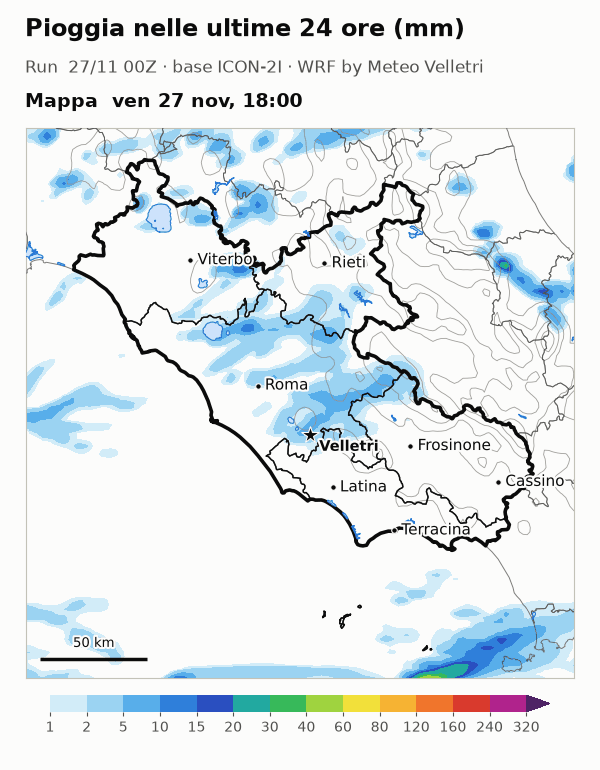 Pioggia nelle ultime 24 ore (mm)
Run 27/11 00Z · base ICON-2I · WRF by Meteo Velletri
Mappa ven 27 nov, 18:00
Viterbo
Rieti
Roma
Velletri
Frosinone
Cassino
Latina
Terracina
50 km
1 2 5 10 15 20 30 40 60 80 120 160 240 320